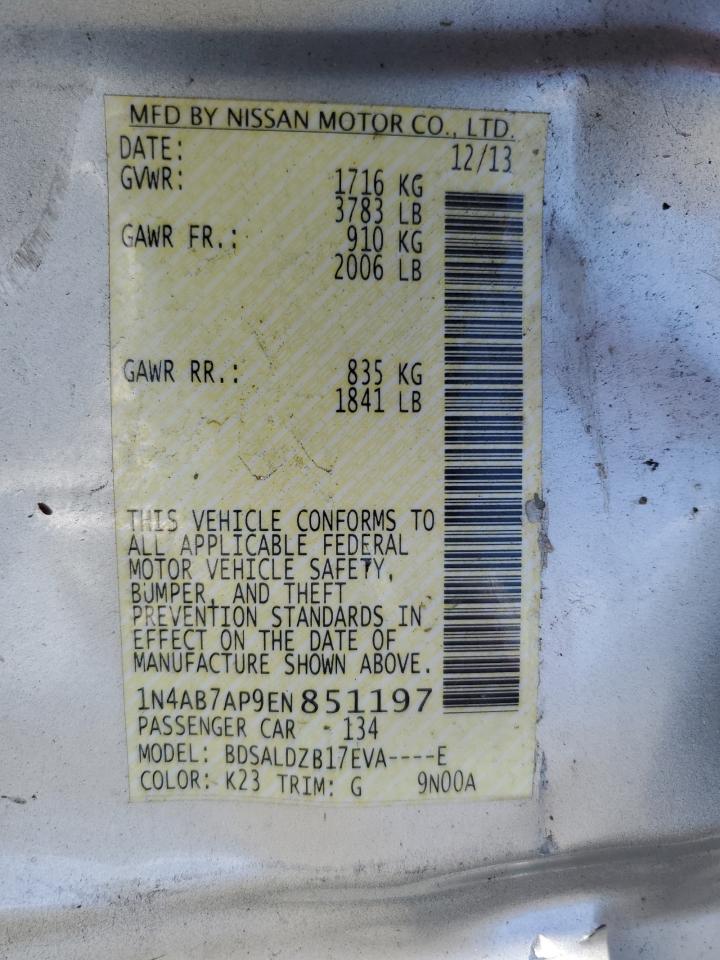 MFD BY NISSAN MOTOR CO., LTD.
DATE: 12/13
GVWR: 1716 KG
3783 LB
GAWR FR.: 910 KG
2006 LB
GAWR RR.: 835 KG
1841 LB
THIS VEHICLE CONFORMS TO
ALL APPLICABLE FEDERAL
MOTOR VEHICLE SAFETY,
BUMPER, AND THEFT
PREVENTION STANDARDS IN
EFFECT ON THE DATE OF
MANUFACTURE SHOWN ABOVE.
1N4AB7AP9EN851197
PASSENGER CAR - 134
MODEL: BDSALDZB17EVA----E
COLOR: K23 TRIM: G 9N00A